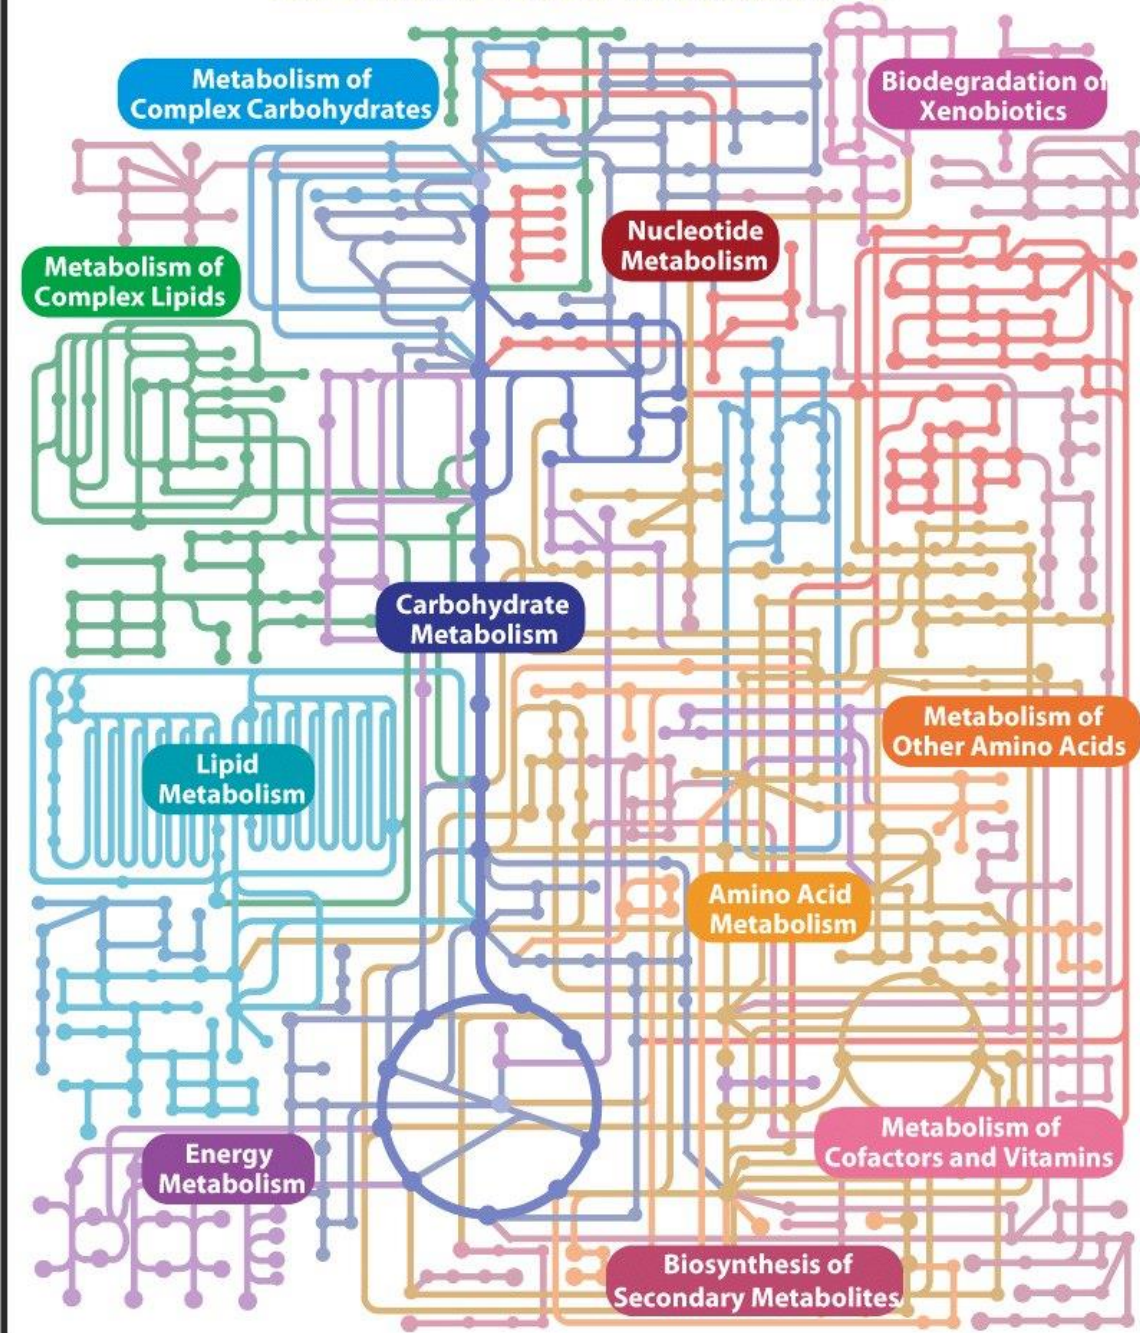 Metabolism of
Complex Carbohydrates
Biodegradation of
Xenobiotics
Nucleotide
Metabolism
Metabolism of
Complex Lipids
Carbohydrate
Metabolism
Metabolism of
Other Amino Acids
Lipid
Metabolism
Amino Acid
Metabolism
Metabolism of
Cofactors and Vitamins
Energy
Metabolism
Biosynthesis of
Secondary Metabolites